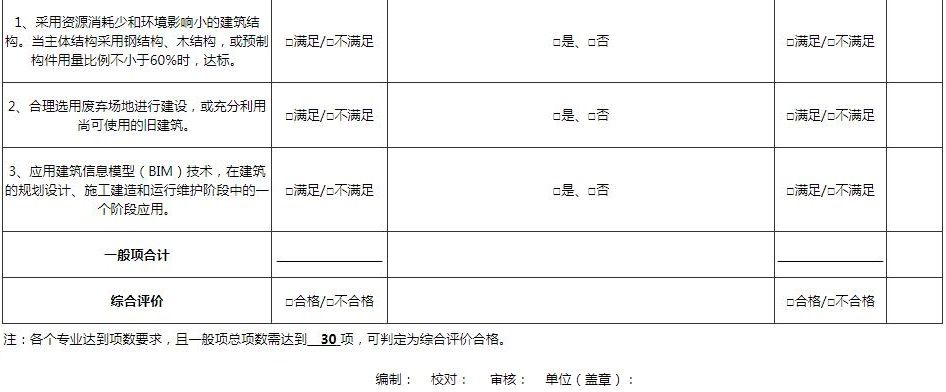 1、采用资源消耗少和环境影响小的建筑结
构。当主体结构采用钢结构、木结构，或预制
构件用量比例不小于60%时，达标。
□满足/□不满足
□是、□否
□满足/□不满足
2、合理选用废弃场地进行建设，或充分利用
尚可使用的旧建筑。
□满足/□不满足
□是、□否
□满足/□不满足
3、应用建筑信息模型（BIM）技术，在建筑
的规划设计、施工建造和运行维护阶段中的一
个阶段应用。
□满足/□不满足
□是、□否
□满足/□不满足
一般项合计
综合评价
□合格/□不合格
□合格/□不合格
注：各个专业达到项数要求，且一般项总项数需达到 30 项，可判定为综合评价合格。
编制： 校对： 审核： 单位（盖章）：